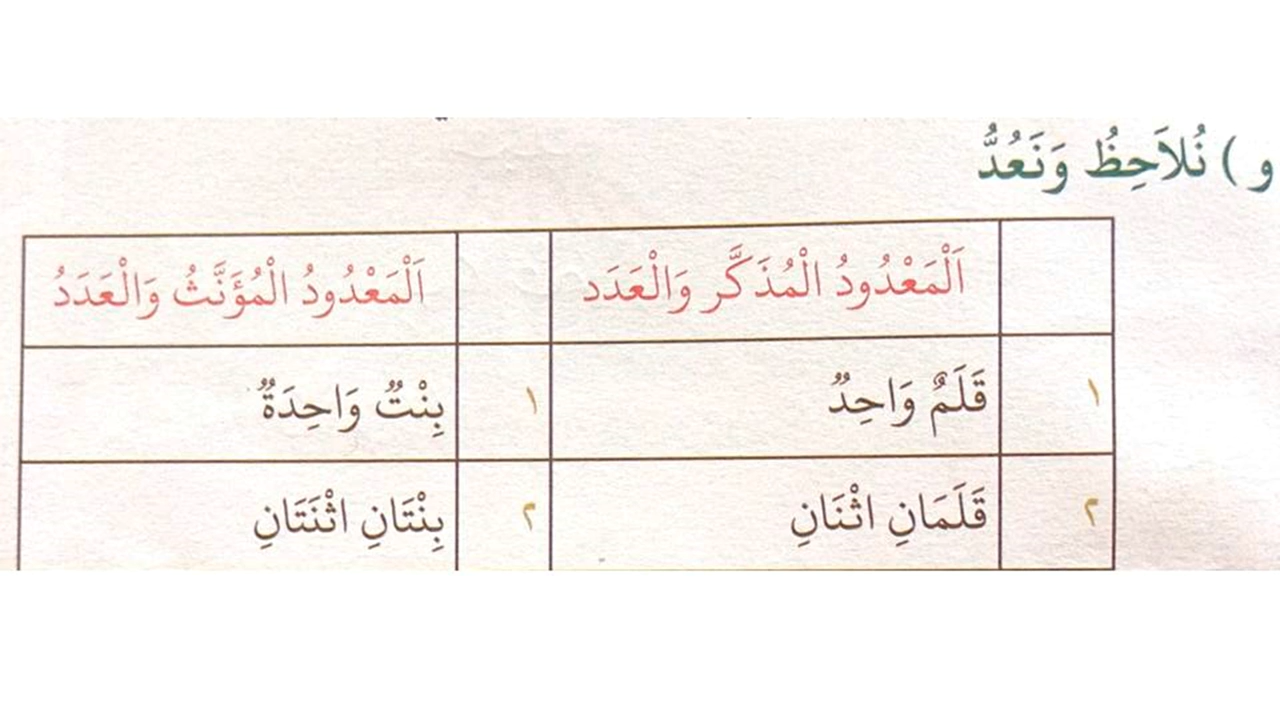 و ) نُلاَحِظُ وَنَعُدُّ
اَلْمَعْدُودُ الْمُذَكَّر وَالْعَدَد اَلْمَعْدُودُ الْمُؤَنَّثُ وَالْعَدَدُ
١ قَلَمٌ وَاحِدٌ ١ بِنْتٌ وَاحِدَةٌ
٢ قَلَمَانِ اثْنَانِ ٢ بِنْتَانِ اثْنَتَانِ